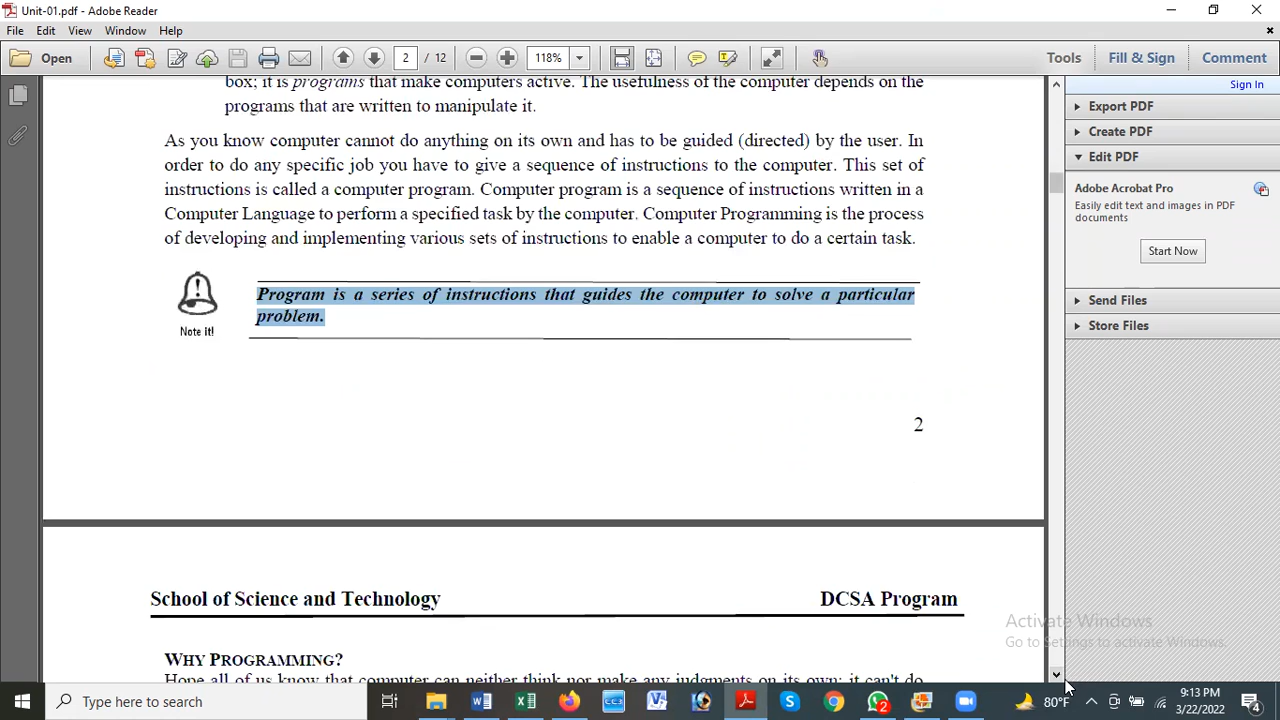 Unit-01.pdf - Adobe Reader
File Edit View Window Help
Open 2 / 12 118% Tools Fill & Sign Comment
Sign In
box; it is programs that make computers active. The usefulness of the computer depends on the
programs that are written to manipulate it.
As you know computer cannot do anything on its own and has to be guided (directed) by the user. In
order to do any specific job you have to give a sequence of instructions to the computer. This set of
instructions is called a computer program. Computer program is a sequence of instructions written in a
Computer Language to perform a specified task by the computer. Computer Programming is the process
of developing and implementing various sets of instructions to enable a computer to do a certain task.
Note it!
Program is a series of instructions that guides the computer to solve a particular
problem.
2
School of Science and Technology DCSA Program
WHY PROGRAMMING?
Hope all of us know that computer can neither think nor make any judgments on its own; it can't do
Export PDF
Create PDF
Edit PDF
Adobe Acrobat Pro
Easily edit text and images in PDF
documents
Start Now
Send Files
Store Files
Activate Windows
Go to Settings to activate Windows.
Type here to search
80°F
9:13 PM
3/22/2022
CC3
2
4